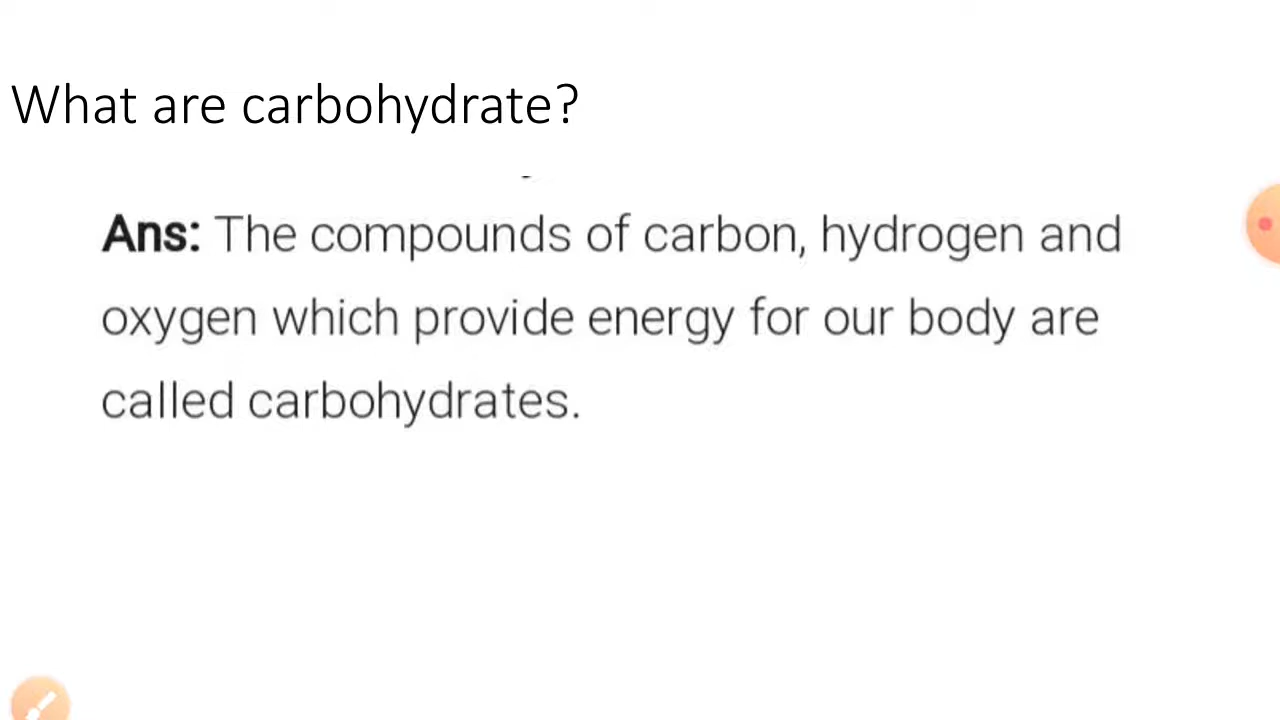 What are carbohydrate?
Ans: The compounds of carbon, hydrogen and
oxygen which provide energy for our body are
called carbohydrates.